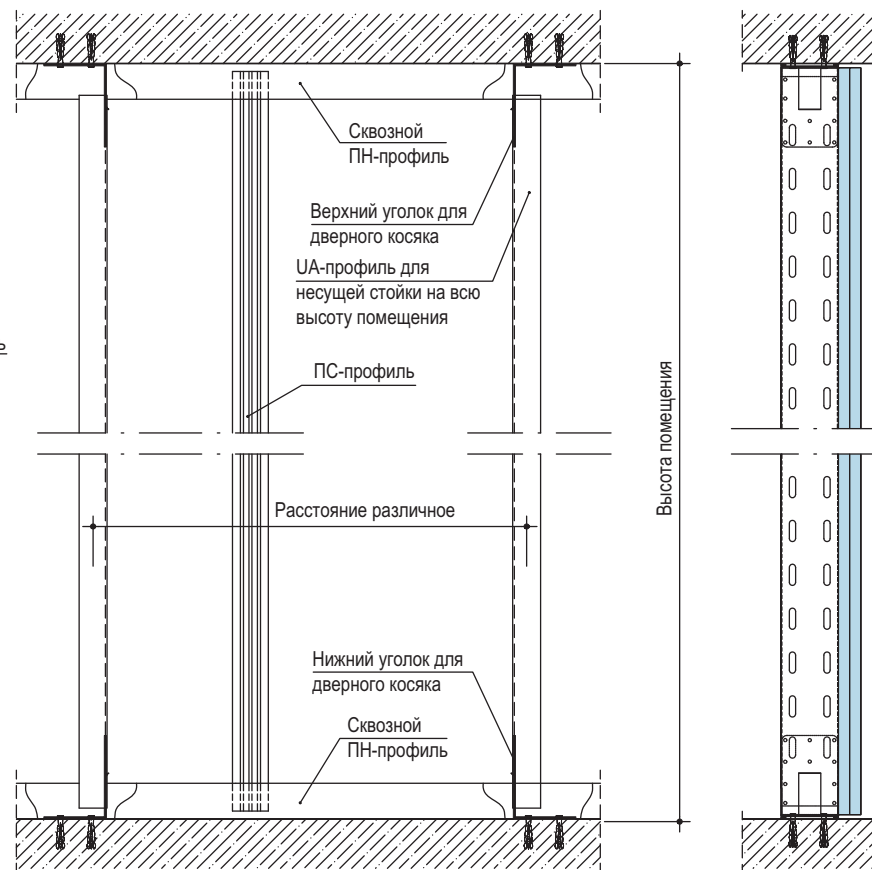 Сквозной
ПН-профиль
Верхний уголок для
дверного косяка
UA-профиль для
несущей стойки на всю
высоту помещения
ПС-профиль
Высота помещения
Расстояние различное
Нижний уголок для
дверного косяка
Сквозной
ПН-профиль